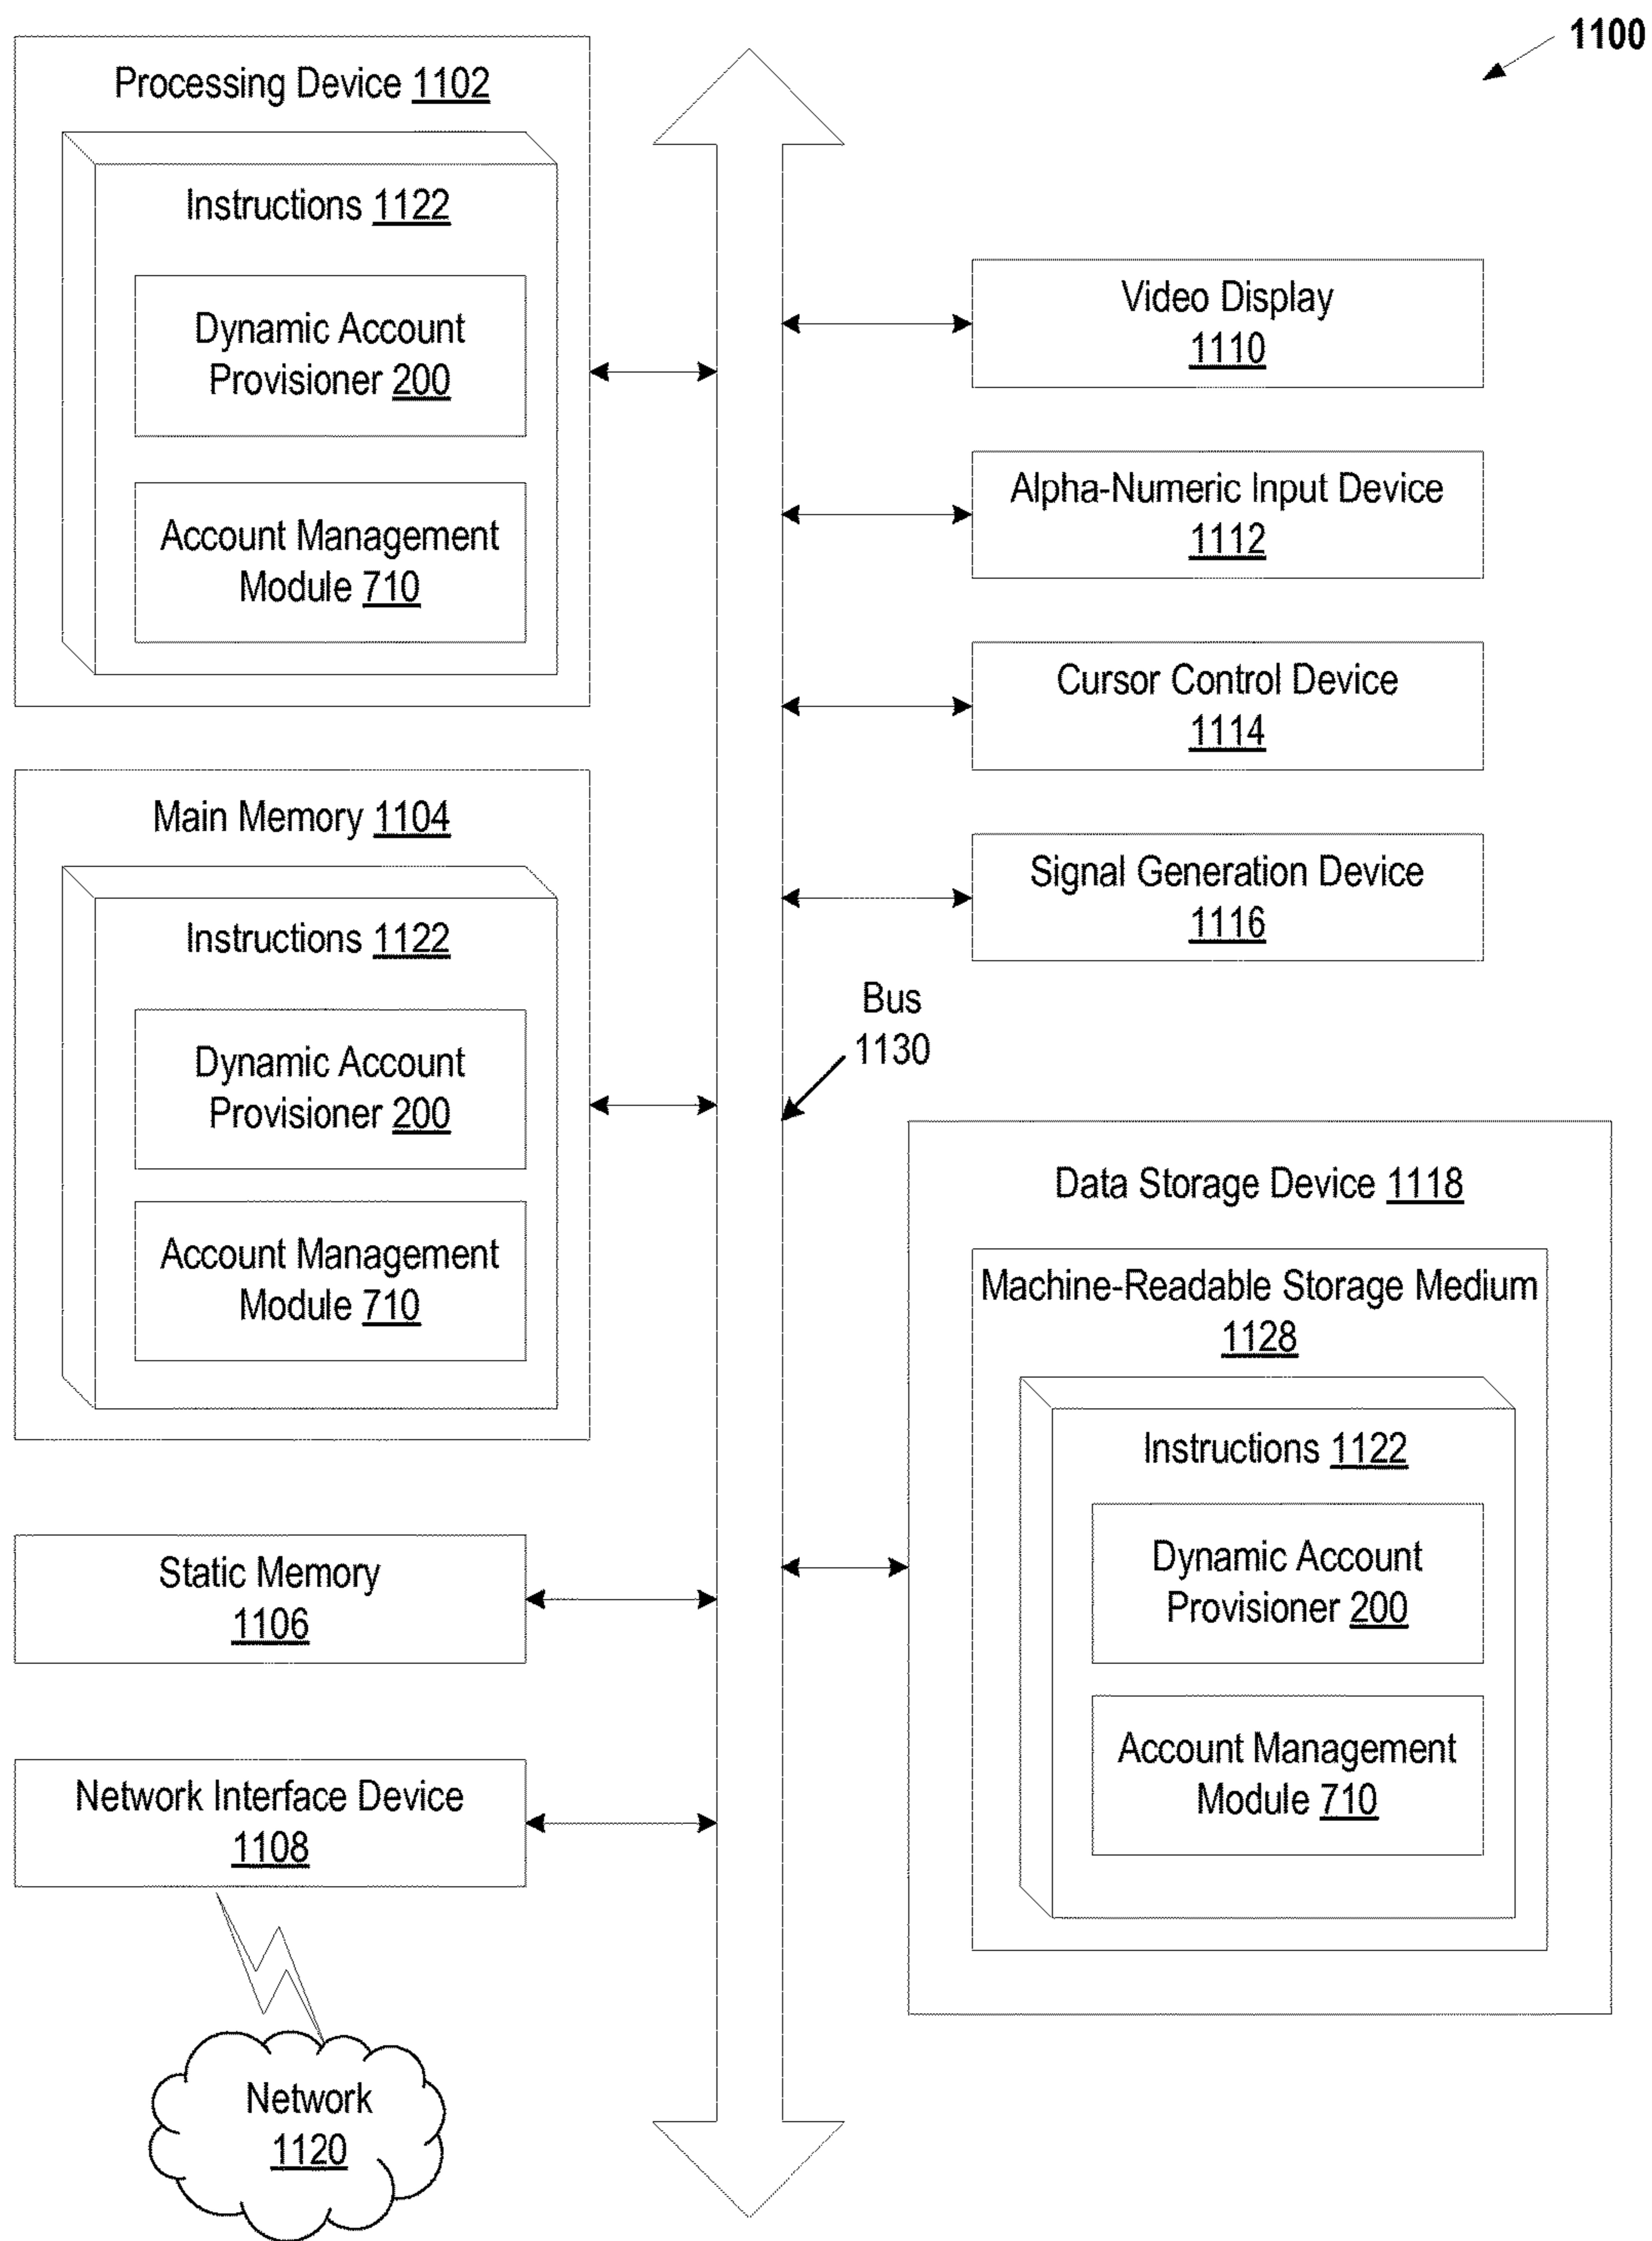 1100
Processing Device 1102
Instructions 1122
Dynamic Account
Provisioner 200
Account Management
Module 710
Main Memory 1104
Instructions 1122
Dynamic Account
Provisioner 200
Account Management
Module 710
Static Memory
1106
Network Interface Device
1108
Network
1120
Video Display
1110
Alpha-Numeric Input Device
1112
Cursor Control Device
1114
Signal Generation Device
1116
Bus
1130
Data Storage Device 1118
Machine-Readable Storage Medium
1128
Instructions 1122
Dynamic Account
Provisioner 200
Account Management
Module 710